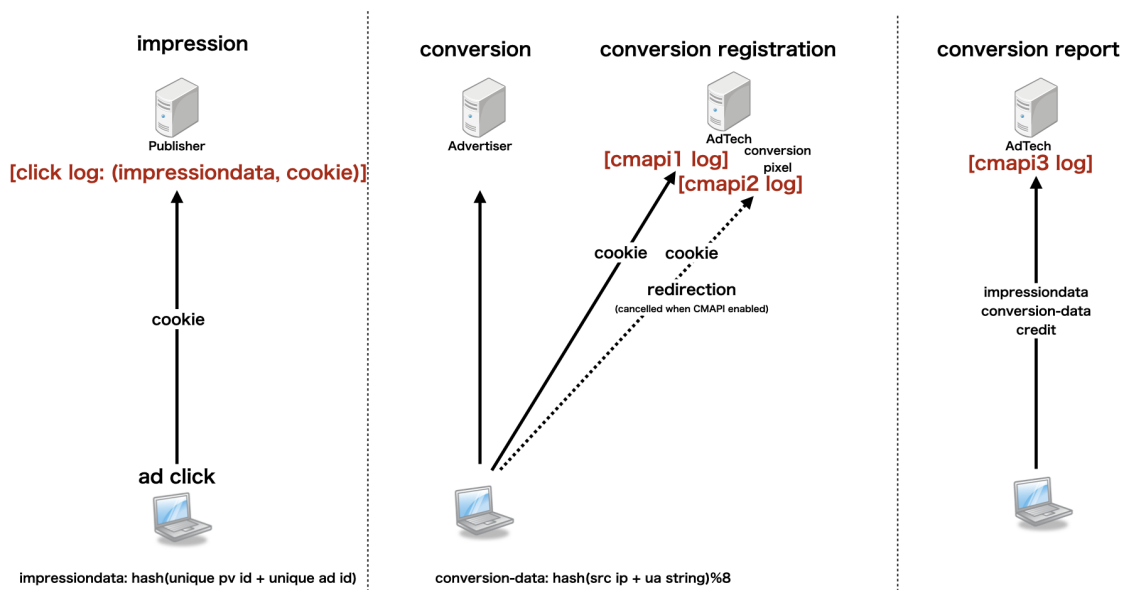 impression
Publisher
[click log: (impressiondata, cookie)]
cookie
ad click
impressiondata: hash(unique pv id + unique ad id)
conversion
Advertiser
conversion registration
AdTech
conversion
pixel
[cmapi1 log]
[cmapi2 log]
cookie
cookie
redirection
(cancelled when CMAPI enabled)
conversion-data: hash(src ip + ua string)%8
conversion report
AdTech
[cmapi3 log]
impressiondata
conversion-data
credit